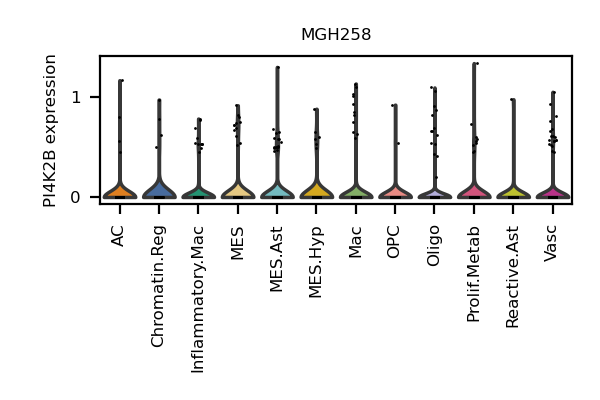 MGH258
PI4K2B expression
1
0
AC
Chromatin.Reg
Inflammatory.Mac
MES
MES.Ast
MES.Hyp
Mac
OPC
Oligo
Prolif.Metab
Reactive.Ast
Vasc